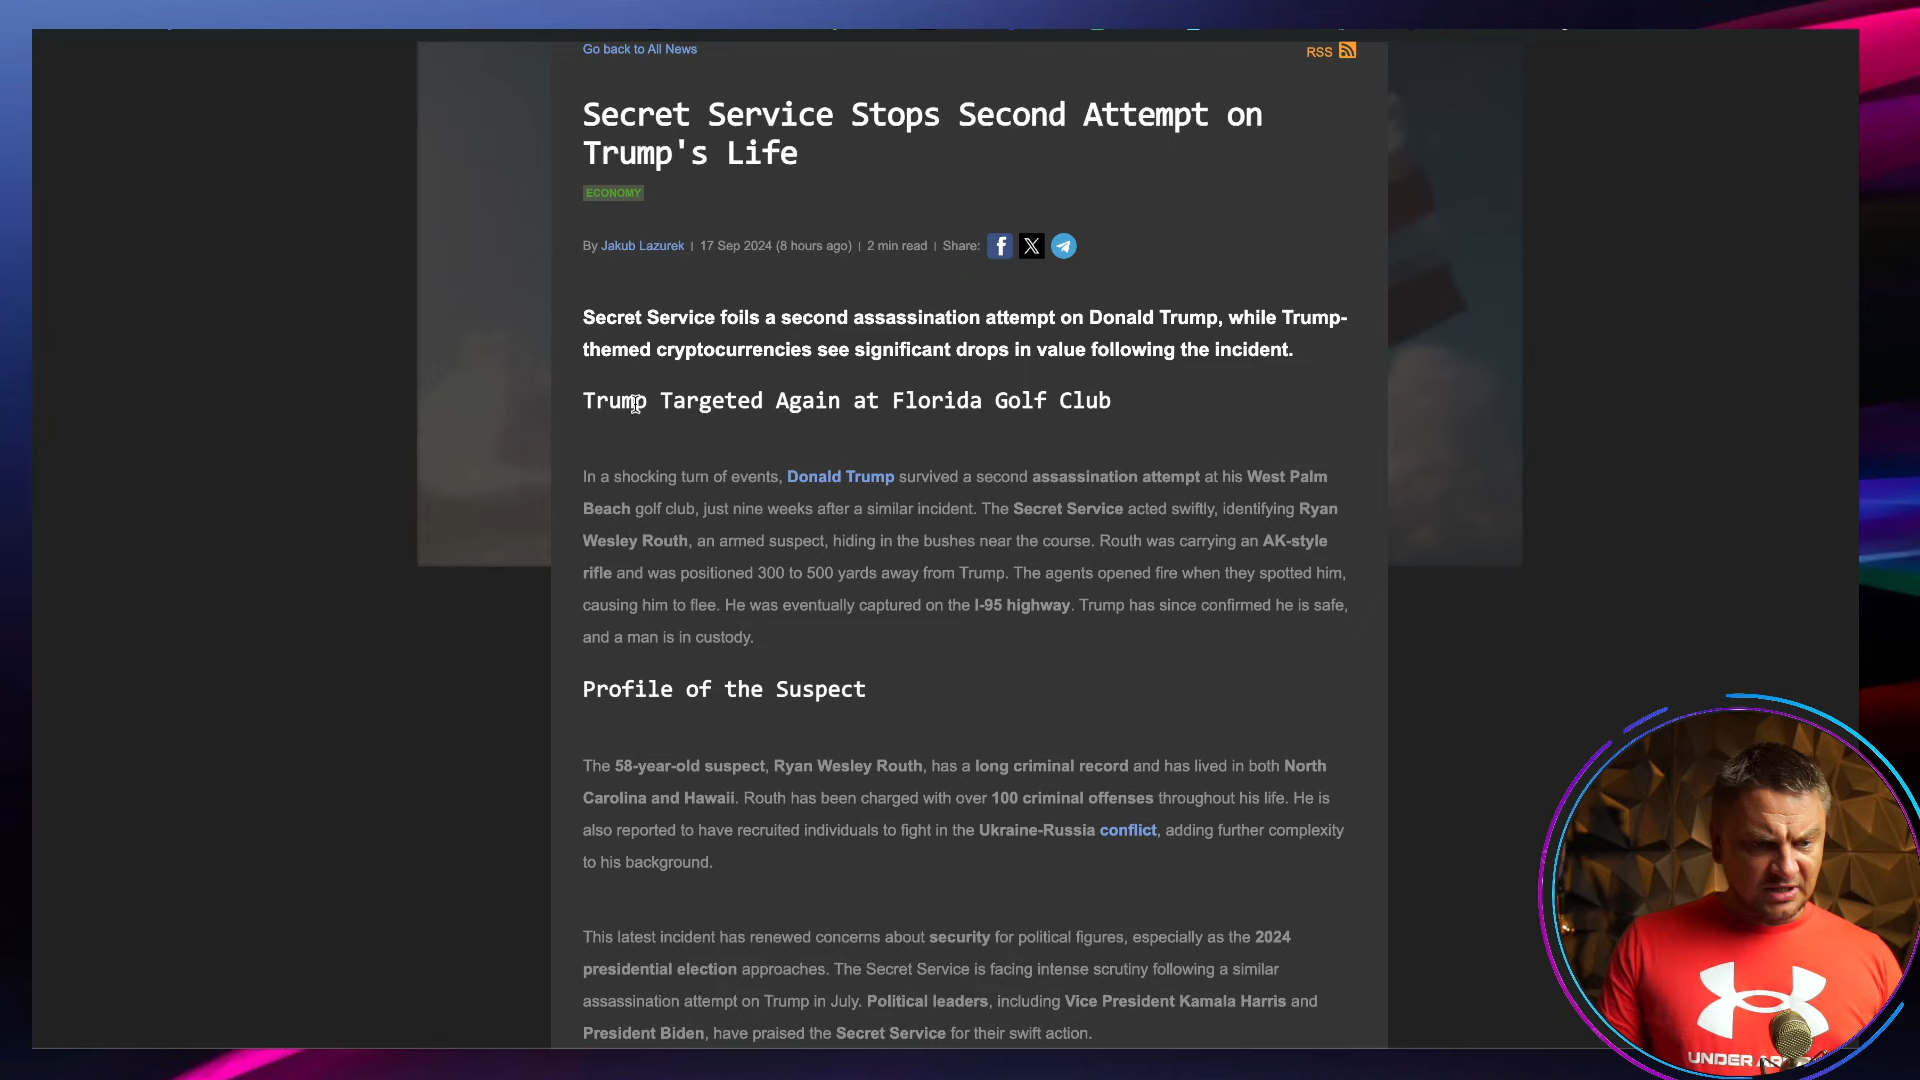 Go back to All News
RSS
Secret Service Stops Second Attempt on
Trump's Life
ECONOMY
By Jakub Lazurek | 17 Sep 2024 (8 hours ago) | 2 min read | Share:
Secret Service foils a second assassination attempt on Donald Trump, while Trump-
themed cryptocurrencies see significant drops in value following the incident.
Trump Targeted Again at Florida Golf Club
In a shocking turn of events, Donald Trump survived a second assassination attempt at his West Palm
Beach golf club, just nine weeks after a similar incident. The Secret Service acted swiftly, identifying Ryan
Wesley Routh, an armed suspect, hiding in the bushes near the course. Routh was carrying an AK-style
rifle and was positioned 300 to 500 yards away from Trump. The agents opened fire when they spotted him,
causing him to flee. He was eventually captured on the I-95 highway. Trump has since confirmed he is safe,
and a man is in custody.
Profile of the Suspect
The 58-year-old suspect, Ryan Wesley Routh, has a long criminal record and has lived in both North
Carolina and Hawaii. Routh has been charged with over 100 criminal offenses throughout his life. He is
also reported to have recruited individuals to fight in the Ukraine-Russia conflict, adding further complexity
to his background.
This latest incident has renewed concerns about security for political figures, especially as the 2024
presidential election approaches. The Secret Service is facing intense scrutiny following a similar
assassination attempt on Trump in July. Political leaders, including Vice President Kamala Harris and
President Biden, have praised the Secret Service for their swift action.
UNDER